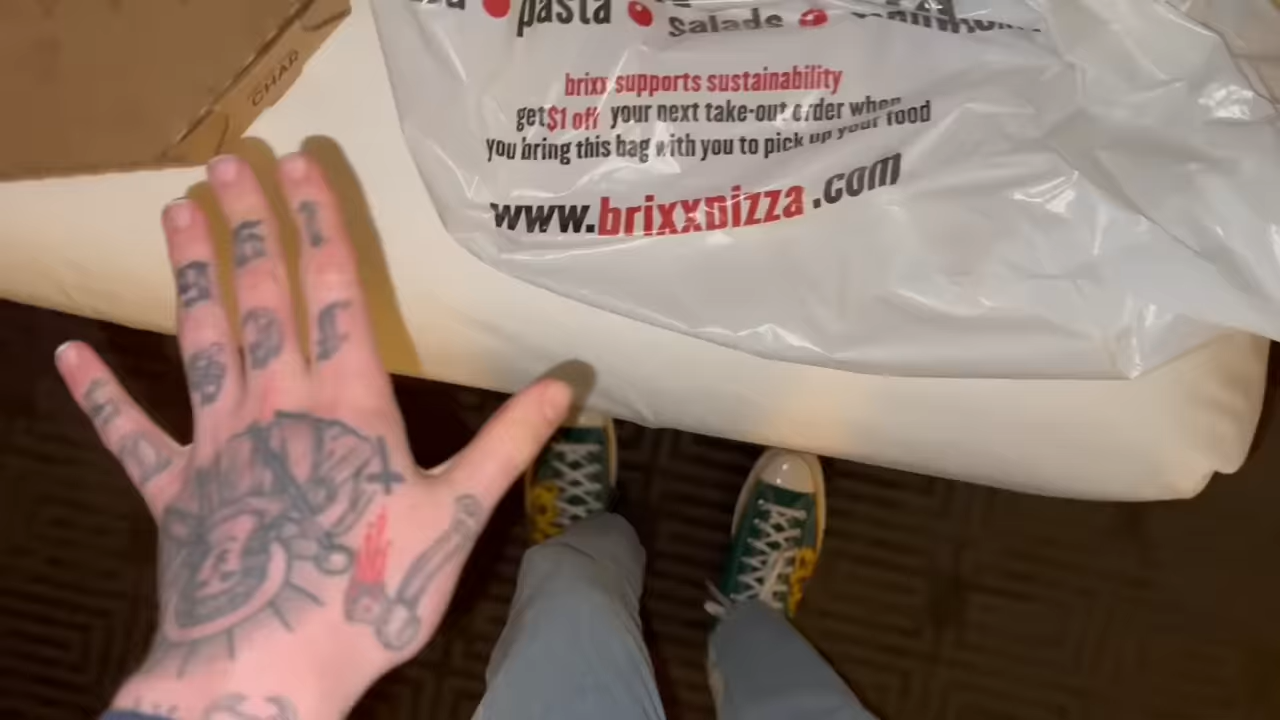 pasta
Salads
CHAR
brixx supports sustainability
get $1 off your next take-out order when
you bring this bag with you to pick up your food
www.brixxpizza.com